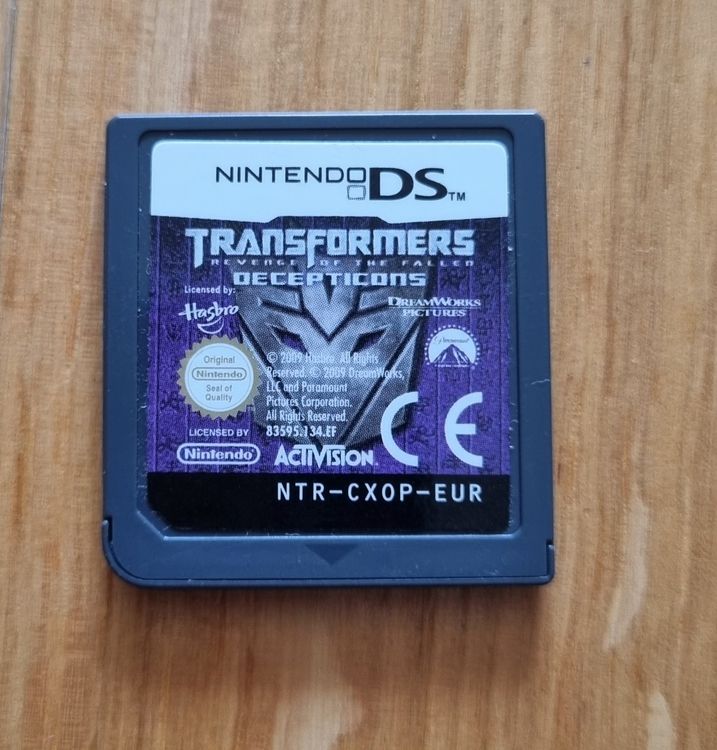 NINTENDO DS™
TRANSFORMERS
REVENGE OF THE FALLEN
DECEPTICONS
Licensed by:
Hasbro
DREAMWORKS
PICTURES
Paramount
Original
Nintendo
Seal of
Quality
© 2009 Hasbro. All Rights
Reserved. © 2009 DreamWorks,
LLC and Paramount
Pictures Corporation.
All Rights Reserved.
83595.134.EF
CE
LICENSED BY
Nintendo
ACTIVISION
NTR-CXOP-EUR